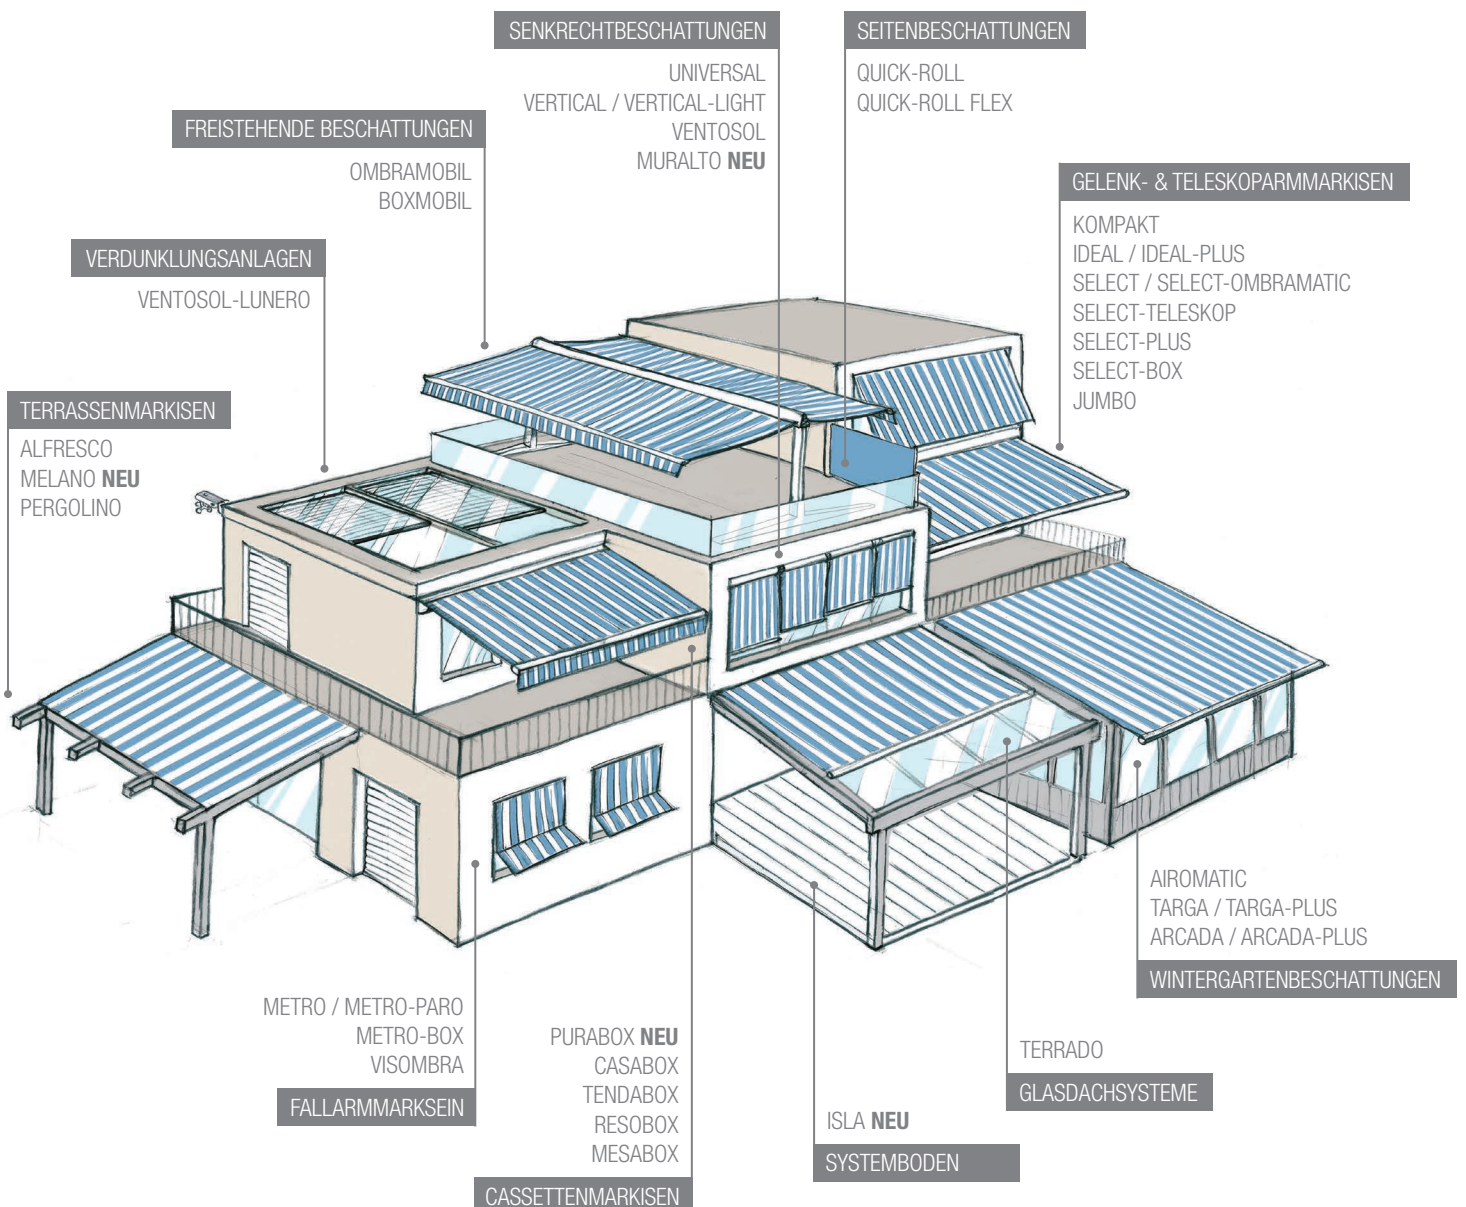 SENKRECHTBESCHATTUNGEN
UNIVERSAL
VERTICAL / VERTICAL-LIGHT
VENTOSOL
MURALTO NEU
SEITENBESCHATTUNGEN
QUICK-ROLL
QUICK-ROLL FLEX
FREISTEHENDE BESCHATTUNGEN
OMBRAMOBIL
BOXMOBIL
GELENK- & TELESKOPARMMARKISEN
KOMPAKT
IDEAL / IDEAL-PLUS
SELECT / SELECT-OMBRAMATIC
SELECT-TELESKOP
SELECT-PLUS
SELECT-BOX
JUMBO
VERDUNKLUNGSANLAGEN
VENTOSOL-LUNERO
TERRASSENMARKISEN
ALFRESCO
MELANO NEU
PERGOLINO
AIROMATIC
TARGA / TARGA-PLUS
ARCADA / ARCADA-PLUS
WINTERGARTENBESCHATTUNGEN
METRO / METRO-PARO
METRO-BOX
VISOMBRA
FALLARMMARKSEIN
PURABOX NEU
CASABOX
TENDABOX
RESOBOX
MESABOX
CASSETTENMARKISEN
TERRADO
GLASDACHSYSTEME
ISLA NEU
SYSTEMBODEN